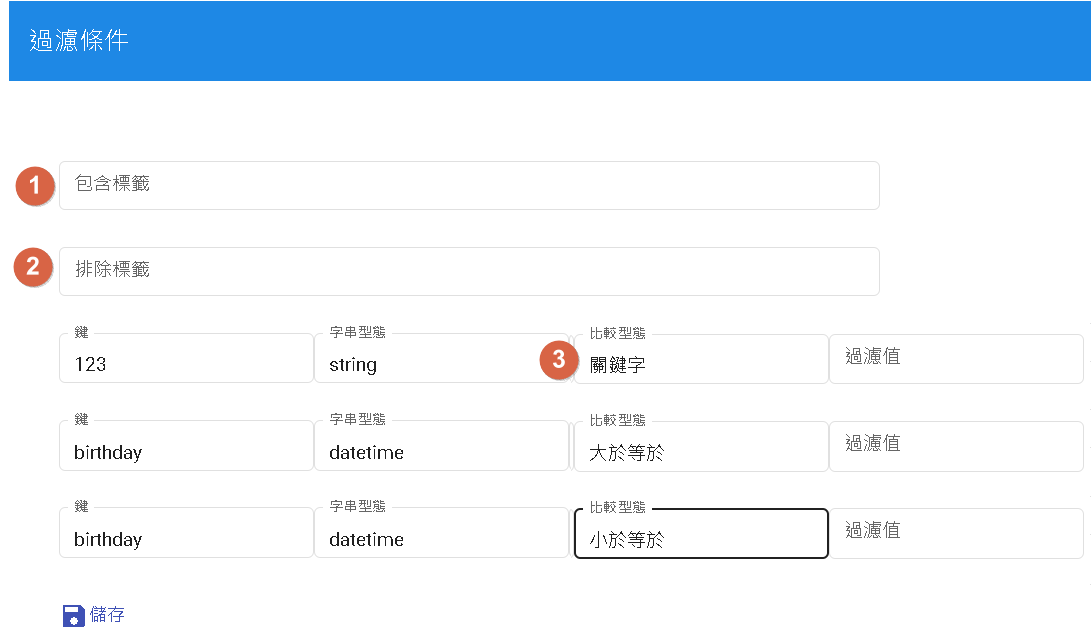 過濾條件
1 包含標籤
2 排除標籤
鍵 字串型態 比較型態
123 string 3 關鍵字 過濾值
鍵 字串型態 比較型態
birthday datetime 大於等於 過濾值
鍵 字串型態 比較型態
birthday datetime 小於等於 過濾值
儲存